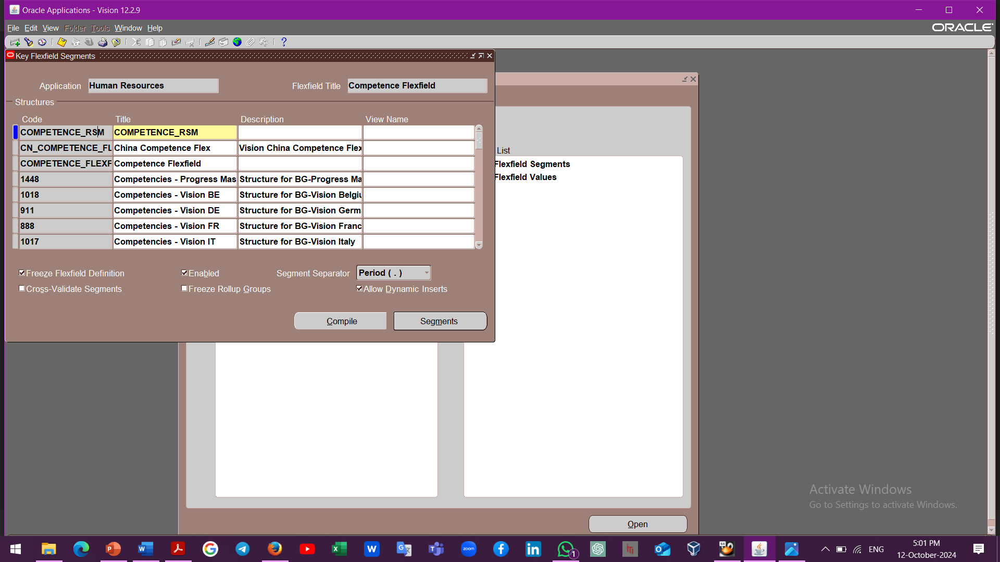 Oracle Applications - Vision 12.2.9
File Edit View Folder Tools Window Help
ORACLE
Key Flexfield Segments
Application Human Resources Flexfield Title Competence Flexfield
Structures
Code Title Description View Name
COMPETENCE_RSM COMPETENCE_RSM
CN_COMPETENCE_FL China Competence Flex Vision China Competence Flex
COMPETENCE_FLEXF Competence Flexfield
1448 Competencies - Progress Mas Structure for BG-Progress Ma
1018 Competencies - Vision BE Structure for BG-Vision Belgiu
911 Competencies - Vision DE Structure for BG-Vision Germ
888 Competencies - Vision FR Structure for BG-Vision Franc
1017 Competencies - Vision IT Structure for BG-Vision Italy
Freeze Flexfield Definition Enabled Segment Separator Period ( . )
Cross-Validate Segments Freeze Rollup Groups Allow Dynamic Inserts
Compile Segments
List
Flexfield Segments
Flexfield Values
Open
Activate Windows
Go to Settings to activate Windows.
zoom
1
64
ENG
5:01 PM
12-October-2024